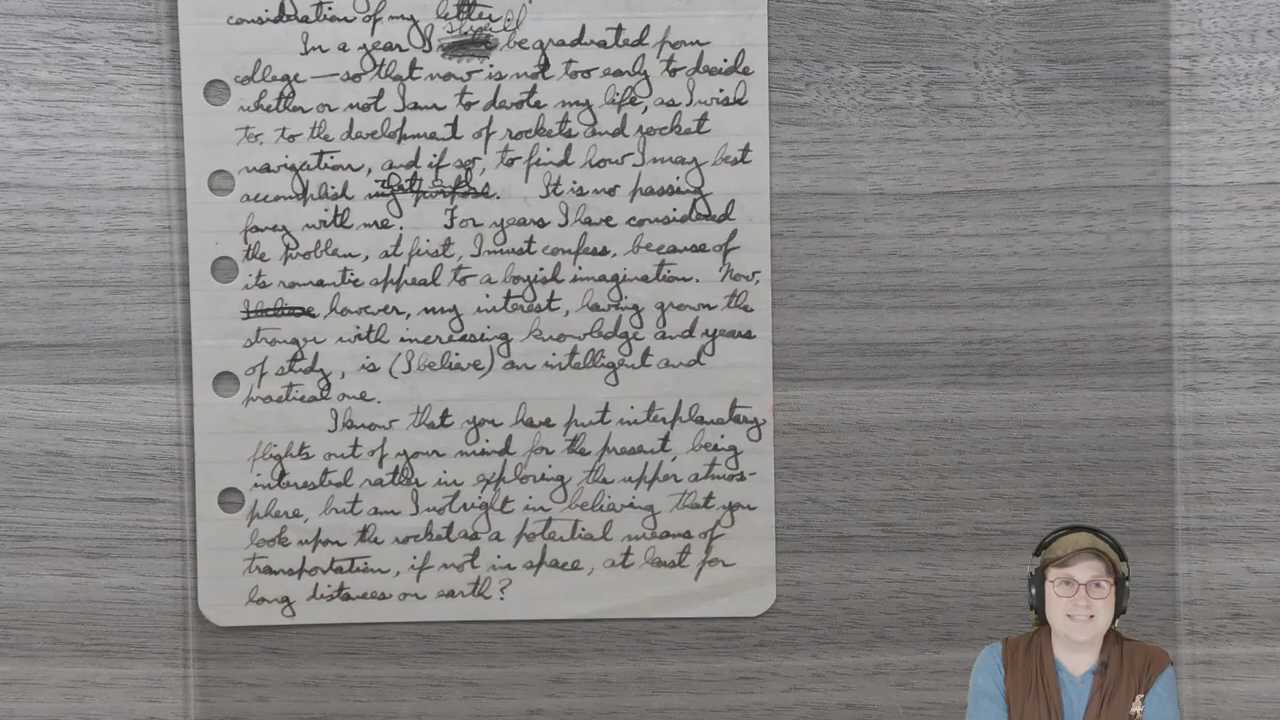 consideration of my letter.
In a year I should be graduated from
college — so that now is not too early to decide
whether or not I am to devote my life, as I wish
to, to the development of rockets and rocket
navigation, and if so, to find how I may best
accomplish that end. It is no passing
fancy with me. For years I have considered
the problem, at first, I must confess, because of
its romantic appeal to a boyish imagination. Now,
I believe however, my interest, having grown the
stronger with increasing knowledge and years
of study, is (I believe) an intelligent and
practical one.
I know that you have put interplanetary
flights out of your mind for the present, being
interested rather in exploring the upper atmos-
phere, but am I not right in believing that you
look upon the rocket as a potential means of
transportation, if not in space, at least for
long distances on earth?